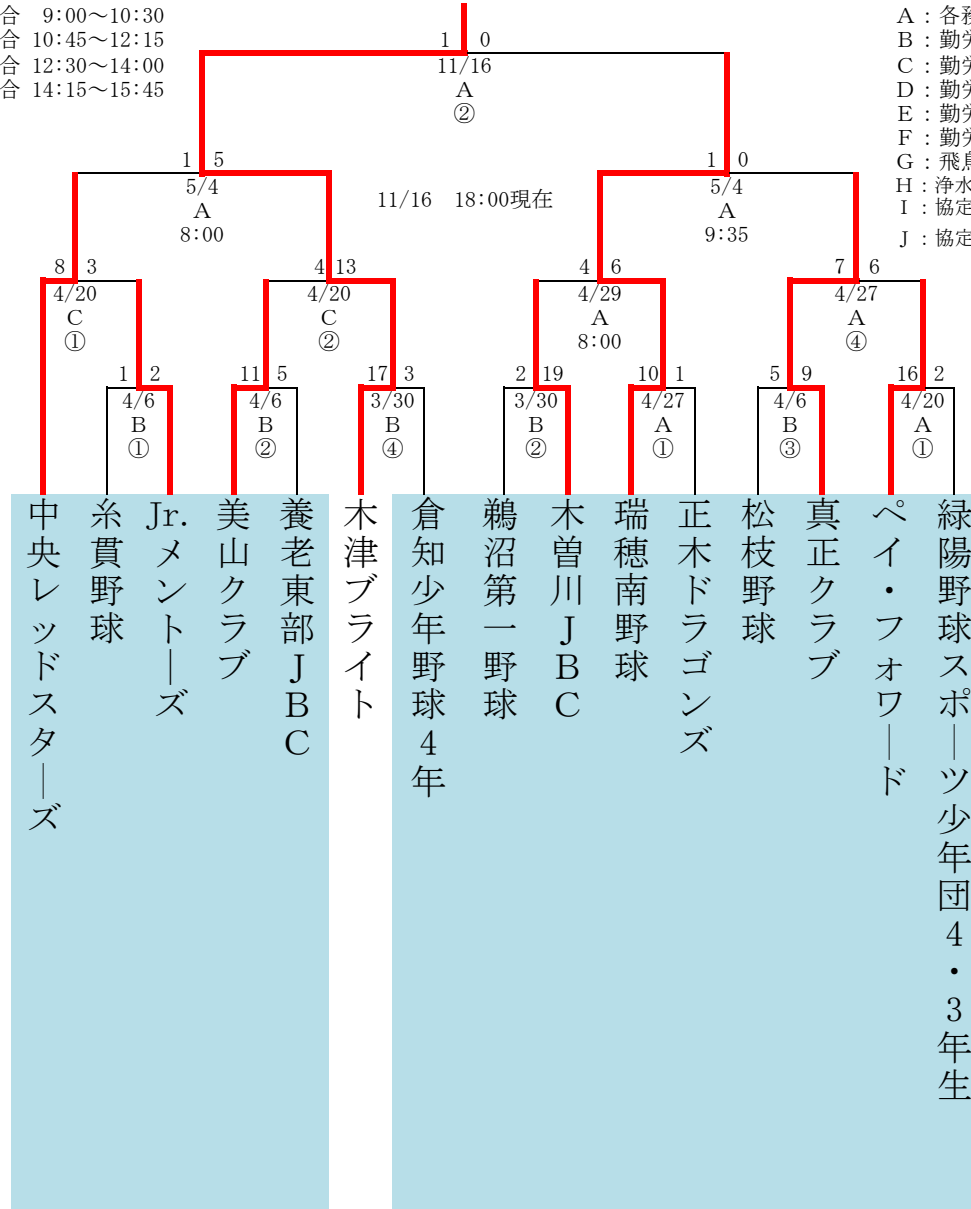 合 9:00～10:30
合 10:45～12:15
合 12:30～14:00
合 14:15～15:45
A：各務
B：勤労
C：勤労
D：勤労
E：勤労
F：勤労
G：飛鳥
H：浄水
I：協定
J：協定
1 0
11/16
A
②
1 5
5/4
A
8:00
11/16 18:00現在
1 0
5/4
A
9:35
8 3
4/20
C
①
4 13
4/20
C
②
4 6
4/29
A
8:00
7 6
4/27
A
④
1 2
4/6
B
①
11 5
4/6
B
②
17 3
3/30
B
④
2 19
3/30
B
②
10 1
4/27
A
①
5 9
4/6
B
③
16 2
4/20
A
①
中央レッドスターズ
糸貫野球
Jr.メントーズ
美山クラブ
養老東部JBC
木津ブライト
倉知少年野球4年
鵜沼第一野球
木曽川JBC
瑞穂南野球
正木ドラゴンズ
松枝野球
真正クラブ
ペイ・フォワード
緑陽野球スポーツ少年団4・3年生